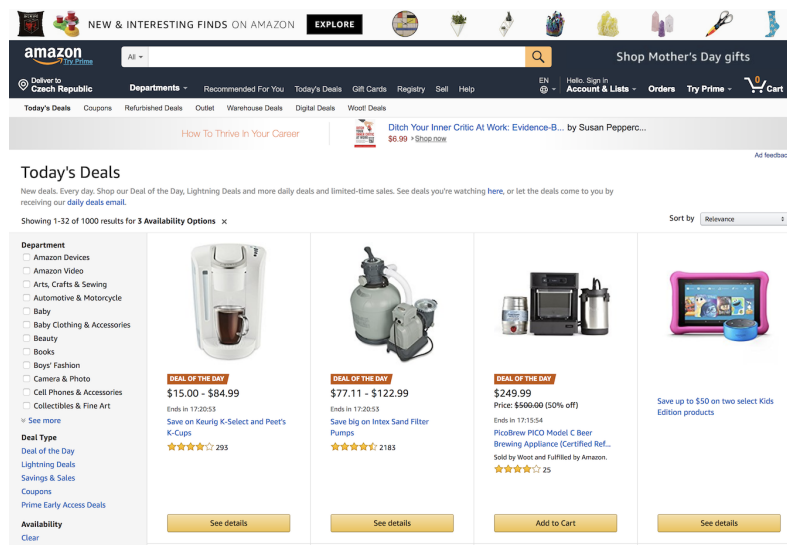 NEW & INTERESTING FINDS ON AMAZON EXPLORE
amazon
Try Prime
All
Shop Mother's Day gifts
Deliver to
Czech Republic
Departments Recommended For You Today's Deals Gift Cards Registry Sell Help
EN
Hello. Sign in
Account & Lists Orders Try Prime 0 Cart
Today's Deals Coupons Refurbished Deals Outlet Warehouse Deals Digital Deals Woot! Deals
How To Thrive In Your Career
Ditch Your Inner Critic At Work: Evidence-B... by Susan Pepperc...
$6.99 Shop now
Ad feedbac
Today's Deals
New deals. Every day. Shop our Deal of the Day, Lightning Deals and more daily deals and limited-time sales. See deals you're watching here, or let the deals come to you by
receiving our daily deals email.
Showing 1-32 of 1000 results for 3 Availability Options x
Sort by Relevance
Department
Amazon Devices
Amazon Video
Arts, Crafts & Sewing
Automotive & Motorcycle
Baby
Baby Clothing & Accessories
Beauty
Books
Boys' Fashion
Camera & Photo
Cell Phones & Accessories
Collectibles & Fine Art
See more
Deal Type
Deal of the Day
Lightning Deals
Savings & Sales
Coupons
Prime Early Access Deals
Availability
Clear
DEAL OF THE DAY
$15.00 - $84.99
Ends in 17:20:53
Save on Keurig K-Select and Peet's
K-Cups
293
See details
DEAL OF THE DAY
$77.11 - $122.99
Ends in 17:20:53
Save big on Intex Sand Filter
Pumps
2183
See details
DEAL OF THE DAY
$249.99
Price: $500.00 (50% off)
Ends in 17:15:54
PicoBrew PICO Model C Beer
Brewing Appliance (Certified Ref...
Sold by Woot and Fulfilled by Amazon.
25
Add to Cart
Save up to $50 on two select Kids
Edition products
See details